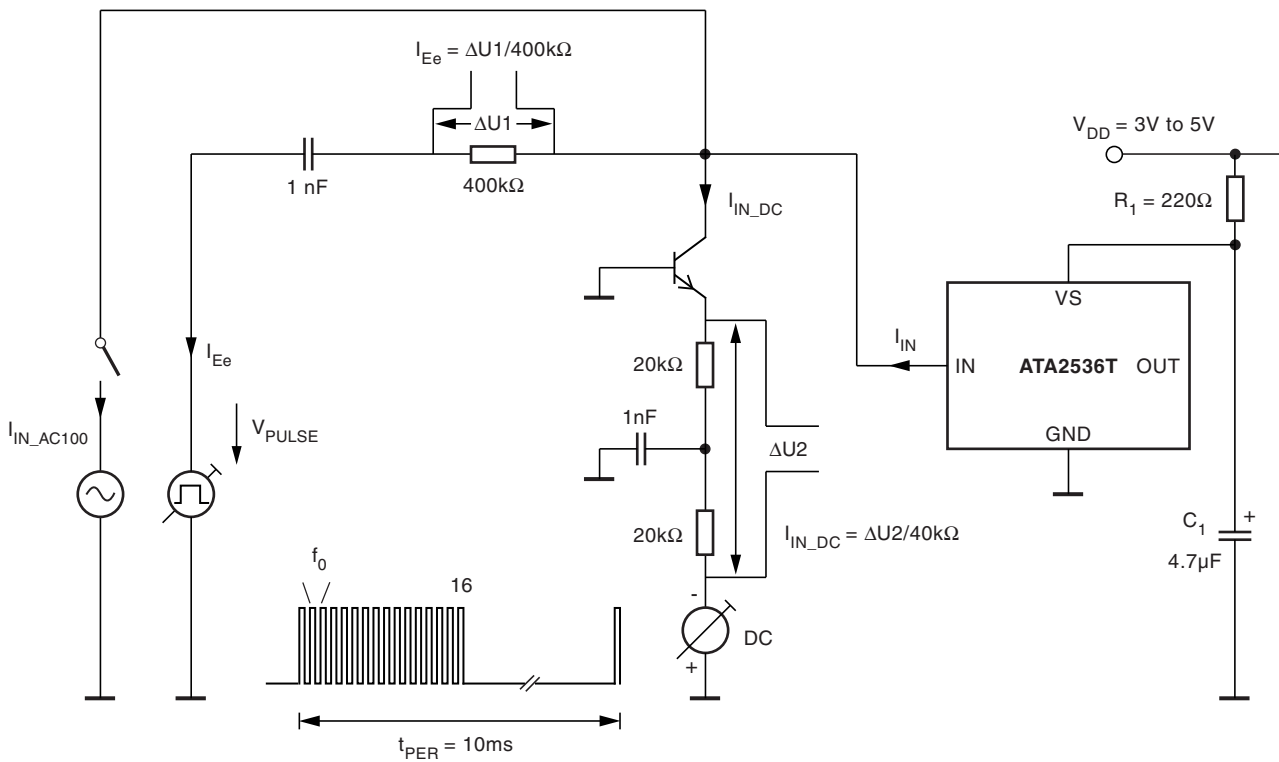 I_Ee = ΔU1/400kΩ
ΔU1
1 nF
400kΩ
V_DD = 3V to 5V
R_1 = 220Ω
I_IN_DC
VS
I_IN
IN
ATA2536T
OUT
GND
I_Ee
20kΩ
1nF
I_IN_AC100
V_PULSE
ΔU2
20kΩ
I_IN_DC = ΔU2/40kΩ
C_1
+
4.7µF
f_0
16
-
DC
+
t_PER = 10ms